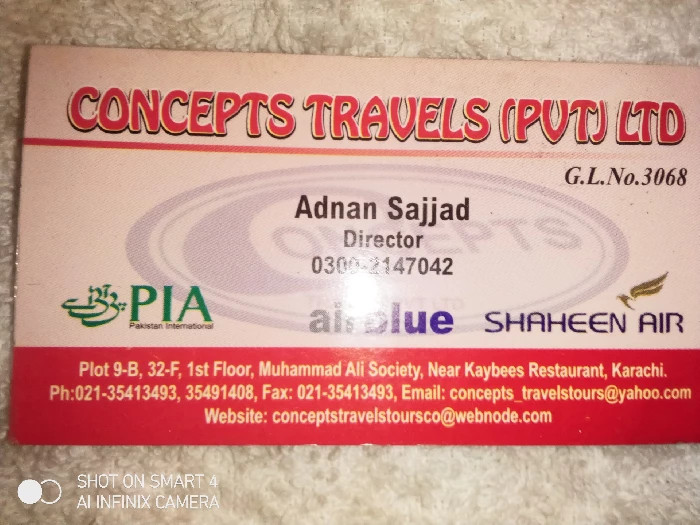 CONCEPTS TRAVELS (PVT) LTD
G.L.No.3068
CONCEPTS
Adnan Sajjad
Director
0300-2147042
PIA
Pakistan International
airblue
SHAHEEN AIR
Plot 9-B, 32-F, 1st Floor, Muhammad Ali Society, Near Kaybees Restaurant, Karachi.
Ph:021-35413493, 35491408, Fax: 021-35413493, Email: concepts_travelstours@yahoo.com
Website: conceptstravelstoursco@webnode.com
SHOT ON SMART 4
AI INFINIX CAMERA